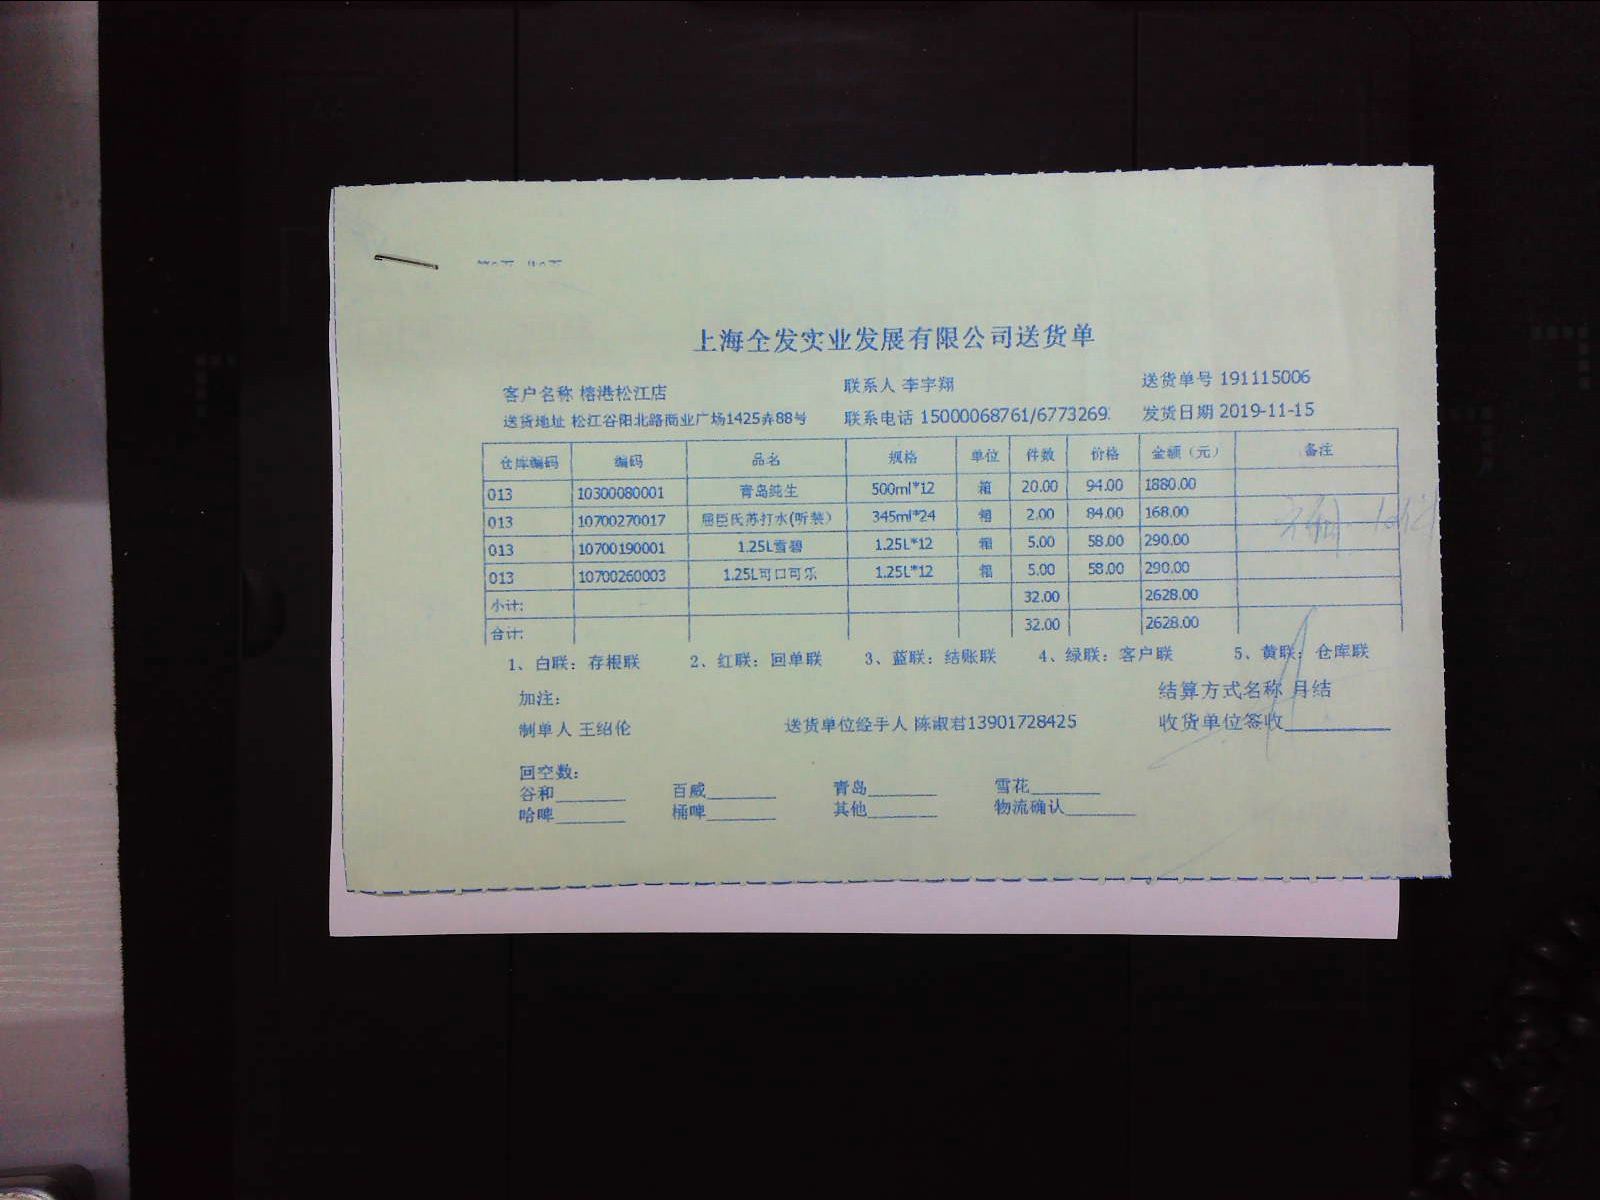 上海全发实业发展有限公司送货单
客户名称 榕港松江店 联系人 李宇翔 送货单号 191115006
送货地址 松江谷阳北路商业广场1425弄88号 联系电话 15000068761/6773269 发货日期 2019-11-15
仓库编码 编码 品名 规格 单位 件数 价格 金额（元） 备注
013 10300080001 青岛纯生 500ml*12 箱 20.00 94.00 1880.00
013 10700270017 屈臣氏苏打水(听装) 345ml*24 箱 2.00 84.00 168.00
013 10700190001 1.25L雪碧 1.25L*12 箱 5.00 58.00 290.00
013 10700260003 1.25L可口可乐 1.25L*12 箱 5.00 58.00 290.00
小计: 32.00 2628.00
合计: 32.00 2628.00
1、白联：存根联 2、红联：回单联 3、蓝联：结账联 4、绿联：客户联 5、黄联：仓库联
加注： 结算方式名称 月结
制单人 王绍伦 送货单位经手人 陈淑君13901728425 收货单位签收
回空数：
谷和 百威 青岛 雪花
哈啤 桶啤 其他 物流确认